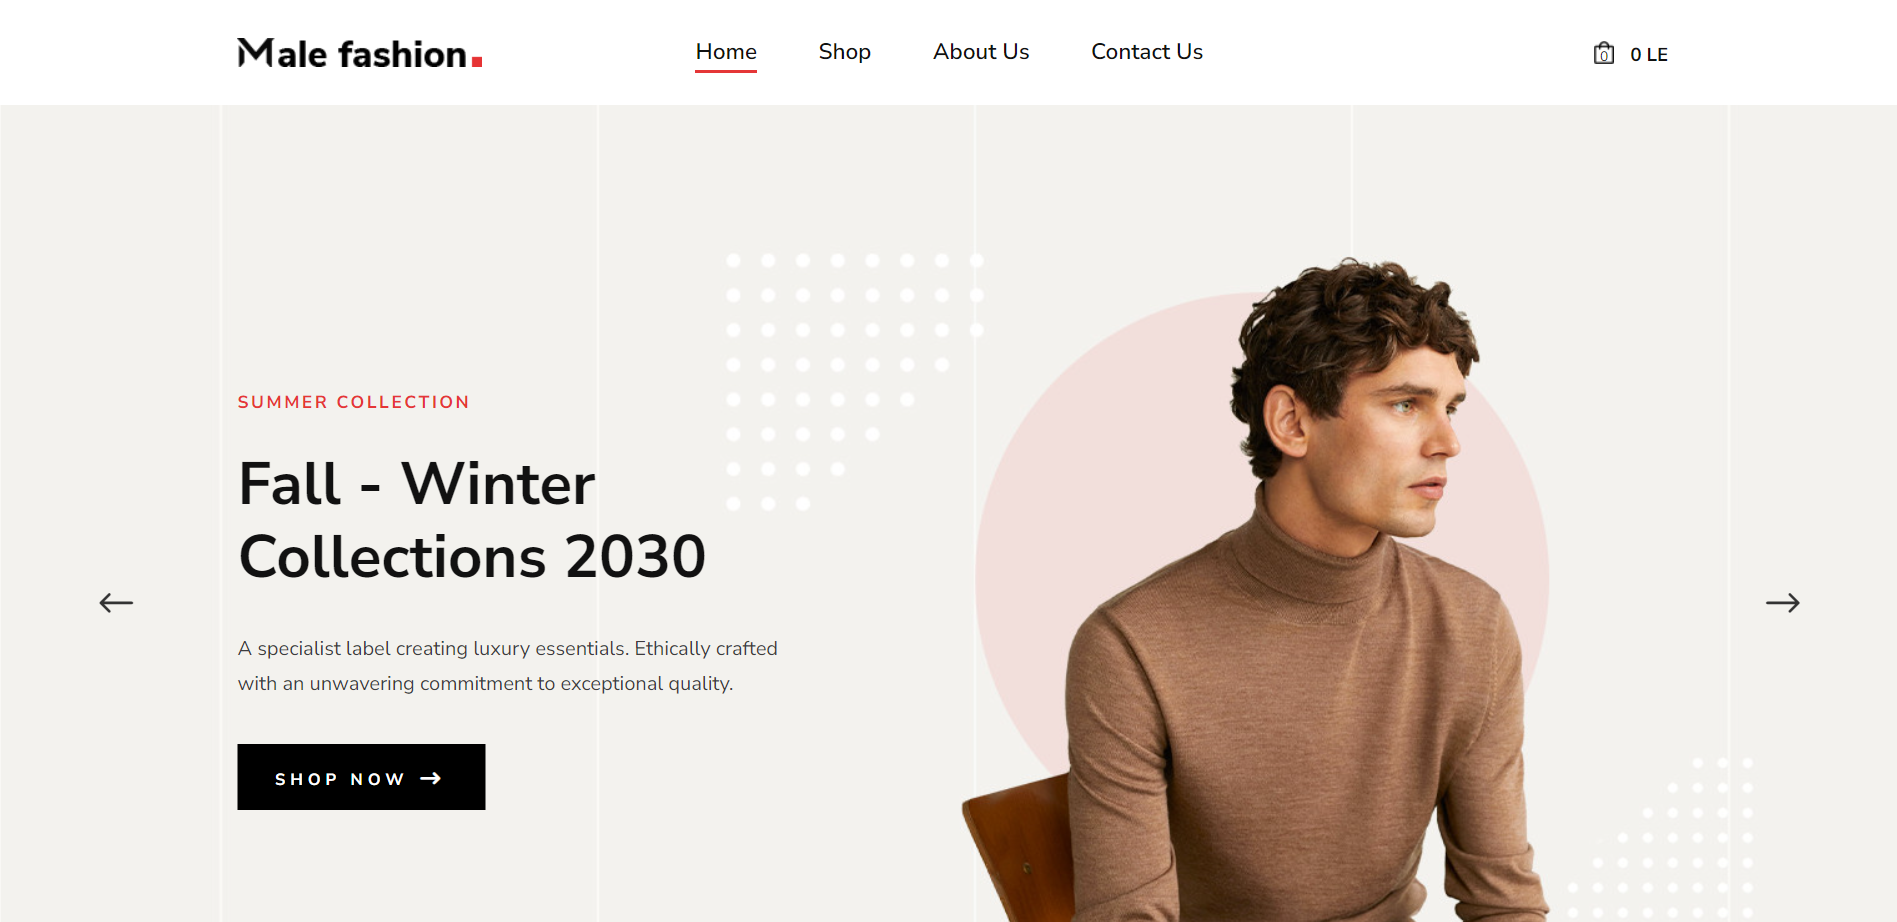 Male fashion.
Home
Shop
About Us
Contact Us
0
0 LE
SUMMER COLLECTION
Fall - Winter
Collections 2030
A specialist label creating luxury essentials. Ethically crafted
with an unwavering commitment to exceptional quality.
SHOP NOW